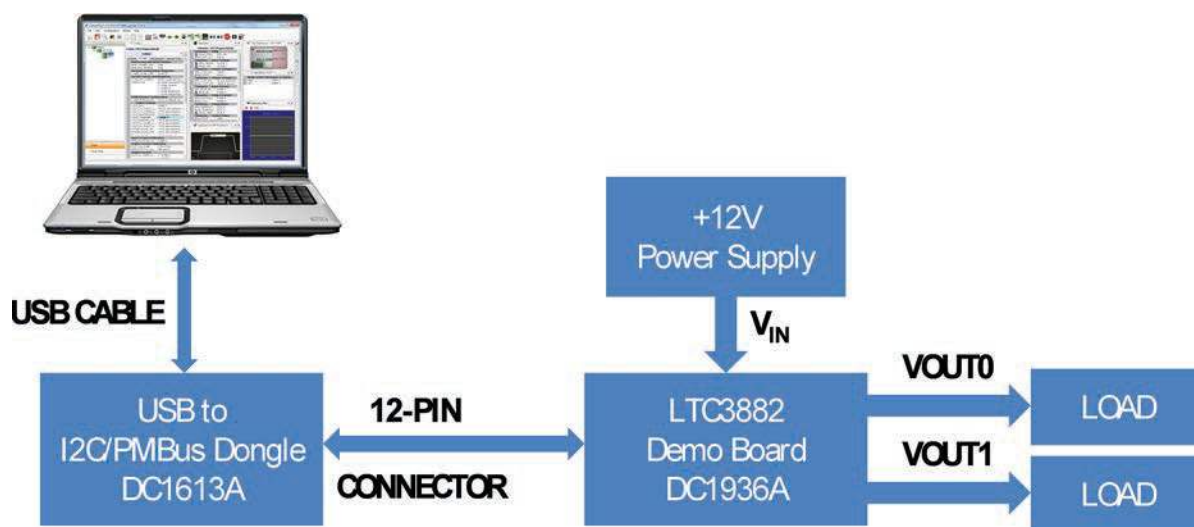 +12V
Power Supply
USB CABLE
V_IN
USB to
I2C/PMBus Dongle
DC1613A
12-PIN
CONNECTOR
LTC3882
Demo Board
DC1936A
VOUT0
LOAD
VOUT1
LOAD